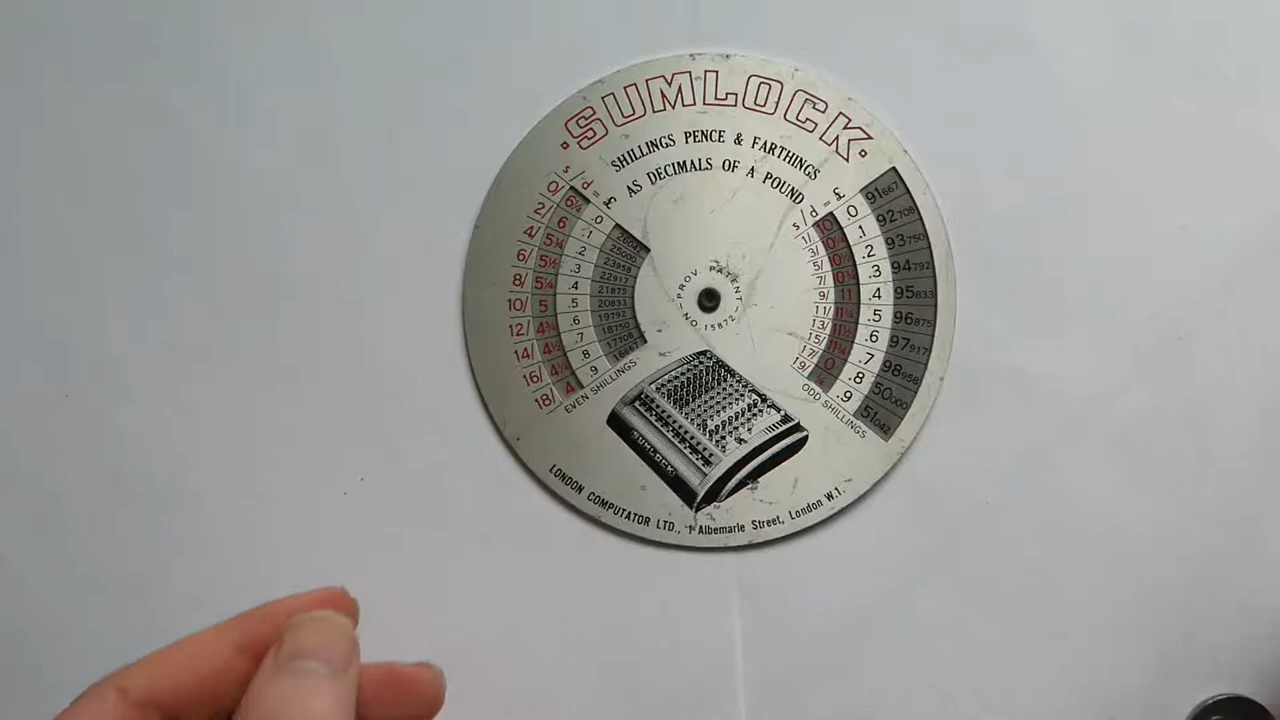 ·SUMLOCK·
SHILLINGS PENCE & FARTHINGS
AS DECIMALS OF A POUND
s / d = £
0/ 6¼ .0 26042
2/ 6 .1 25000
4/ 5¾ .2 23958
6/ 5½ .3 22917
8/ 5¼ .4 21875
10/ 5 .5 20833
12/ 4¾ .6 19792
14/ 4½ .7 18750
16/ 4¼ .8 17708
18/ 4 .9 16667
EVEN SHILLINGS
s / d = £
1/ 10 .0 91667
3/ 10¼ .1 92708
5/ 10½ .2 93750
7/ 10¾ .3 94792
9/ 11 .4 95833
11/ 11¼ .5 96875
13/ 11½ .6 97917
15/ 11¾ .7 98958
17/ 0 .8 50000
19/ ¼ .9 51042
ODD SHILLINGS
PROV. PATENT
NO. 15872
SUMLOCK
LONDON COMPUTATOR LTD., 1 Albemarle Street, London W.1.